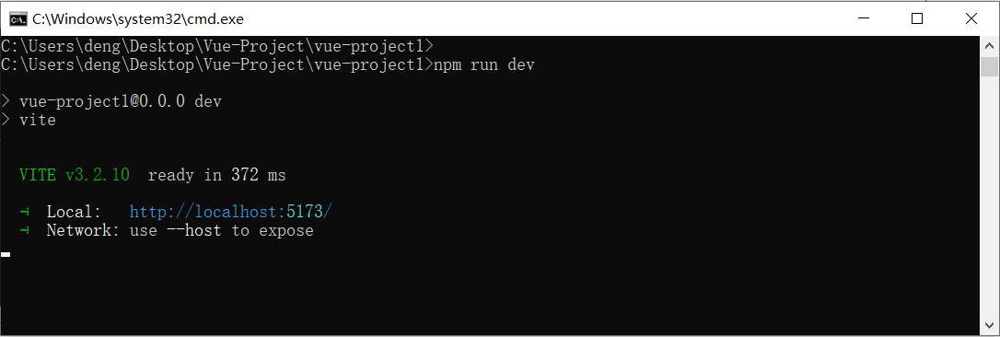 C:\Windows\system32\cmd.exe
C:\Users\deng\Desktop\Vue-Project\vue-project1>
C:\Users\deng\Desktop\Vue-Project\vue-project1>npm run dev
> vue-project1@0.0.0 dev
> vite
VITE v3.2.10 ready in 372 ms
➜ Local: http://localhost:5173/
➜ Network: use --host to expose